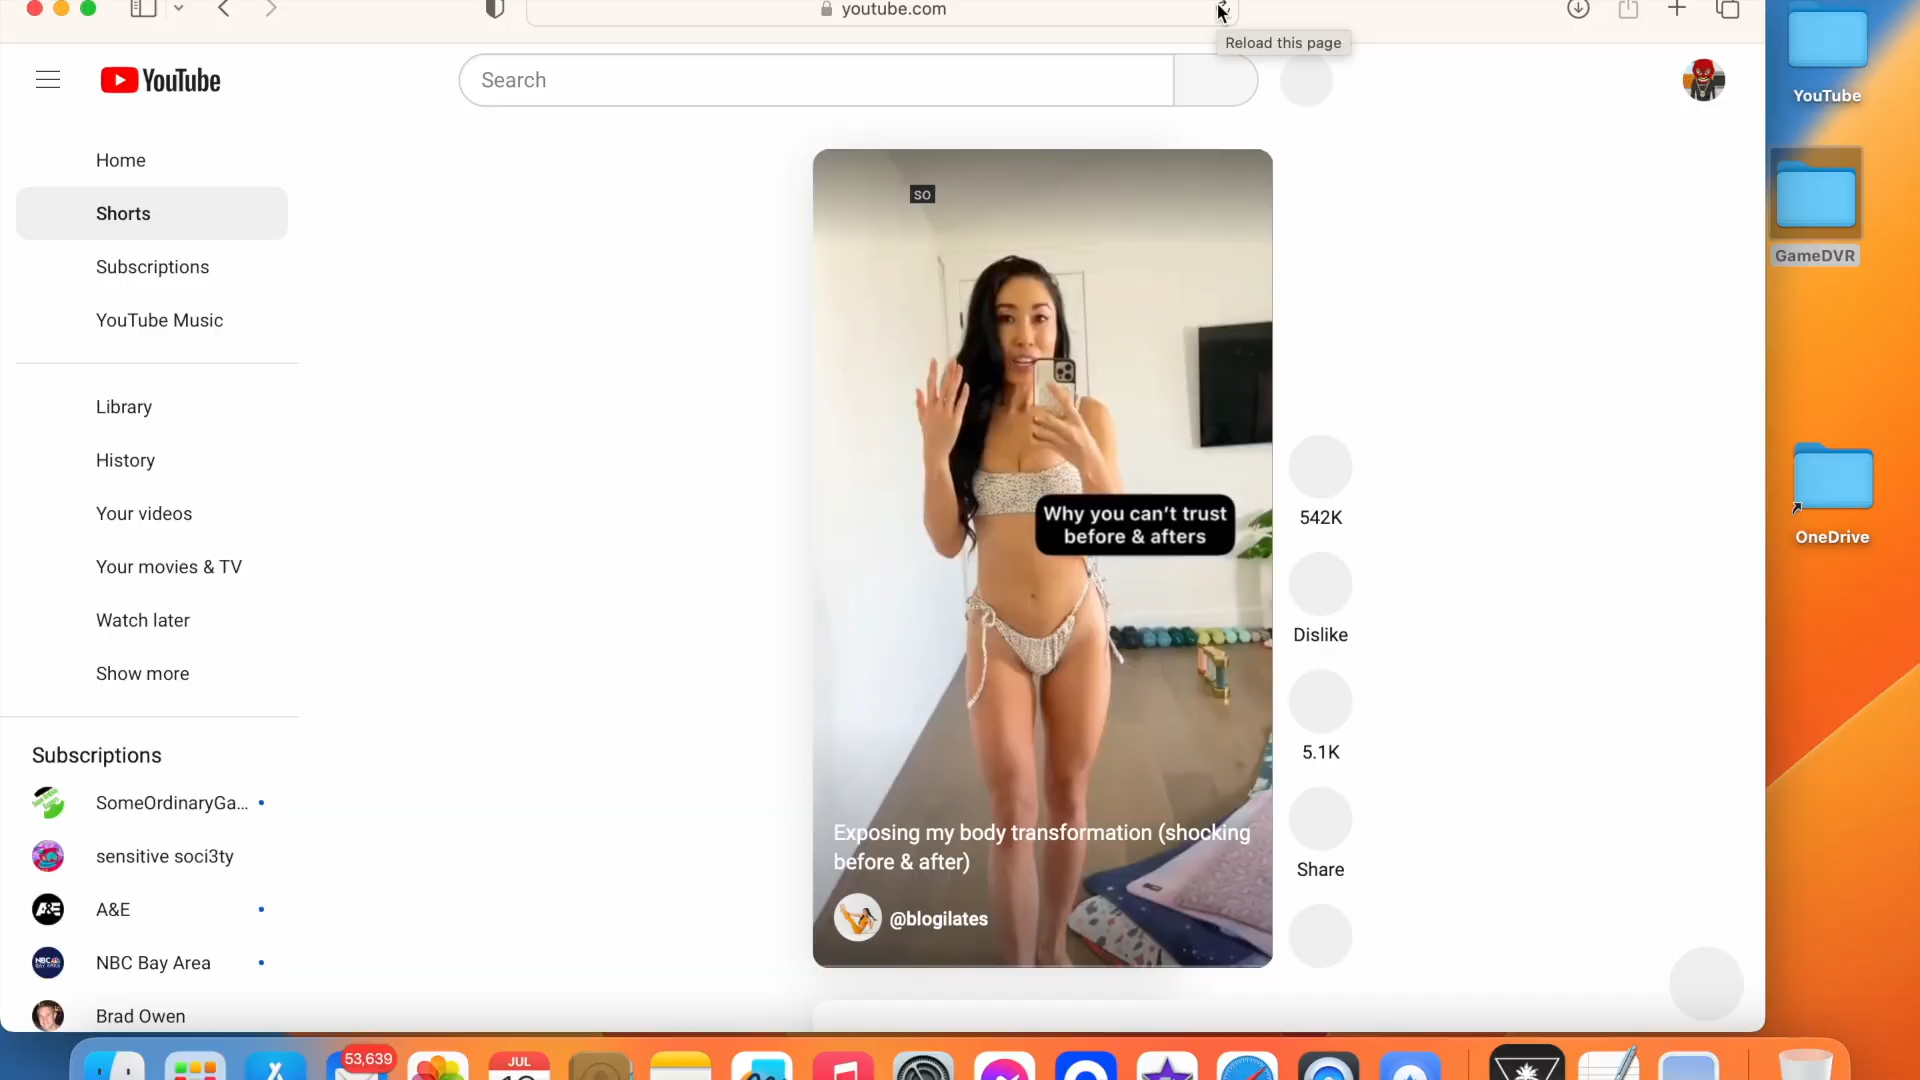 youtube.com
Reload this page
YouTube
Search
YouTube
Home
Shorts
Subscriptions
YouTube Music
GameDVR
Library
History
Your videos
Your movies & TV
Watch later
Show more
OneDrive
so
Why you can't trust
before & afters
542K
Dislike
5.1K
Share
Exposing my body transformation (shocking
before & after)
@blogilates
Subscriptions
SomeOrdinaryGa...
sensitive soci3ty
A&E
A&E
NBC Bay Area
Brad Owen
53,639
JUL